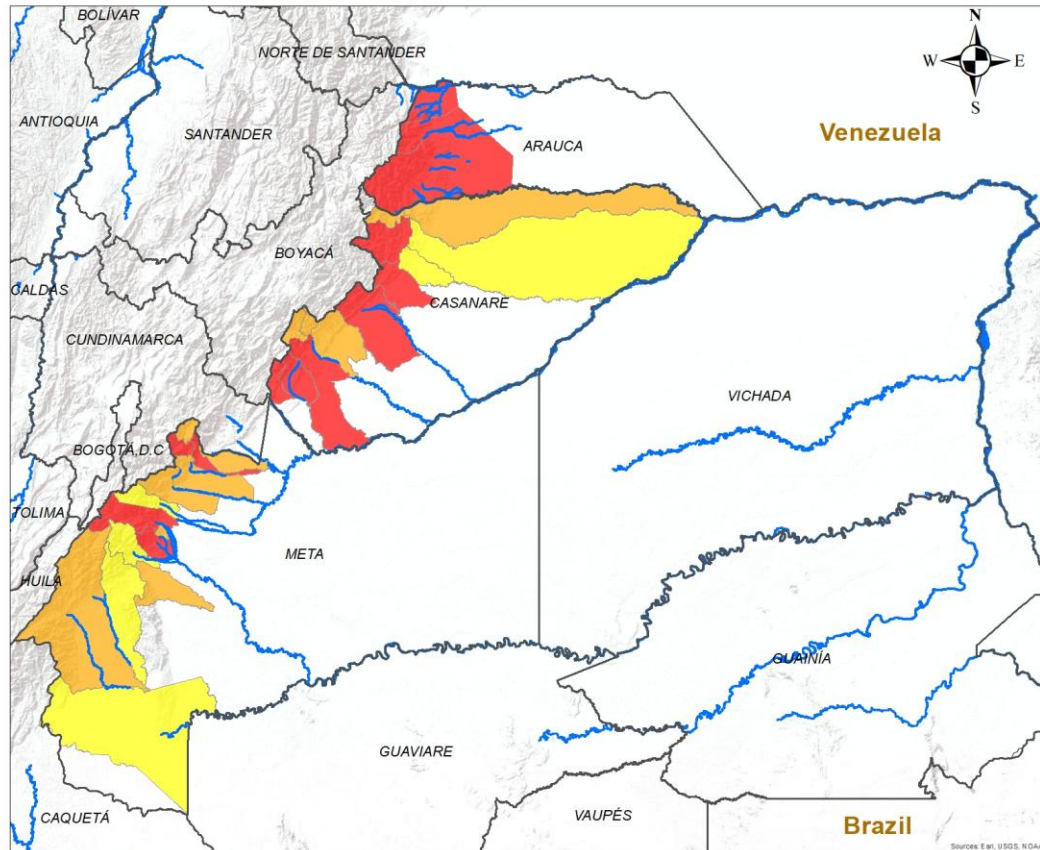 BOLÍVAR
NORTE DE SANTANDER
N
W
E
S
ANTIOQUIA
SANTANDER
ARAUCA
Venezuela
BOYACÁ
CALDAS
CASANARE
CUNDINAMARCA
VICHADA
BOGOTÁ, D.C
TOLIMA
META
HUILA
GUAINÍA
GUAVIARE
CAQUETÁ
VAUPÉS
Brazil
Sources: Esri, USGS, NOAA